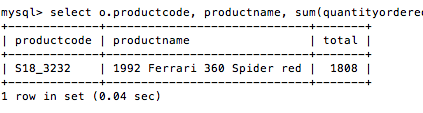 mysql> select o.productcode, productname, sum(quantityordere
+-------------+---------------------------+-------+
| productcode | productname               | total |
+-------------+---------------------------+-------+
| S18_3232    | 1992 Ferrari 360 Spider red |  1808 |
+-------------+---------------------------+-------+
1 row in set (0.04 sec)